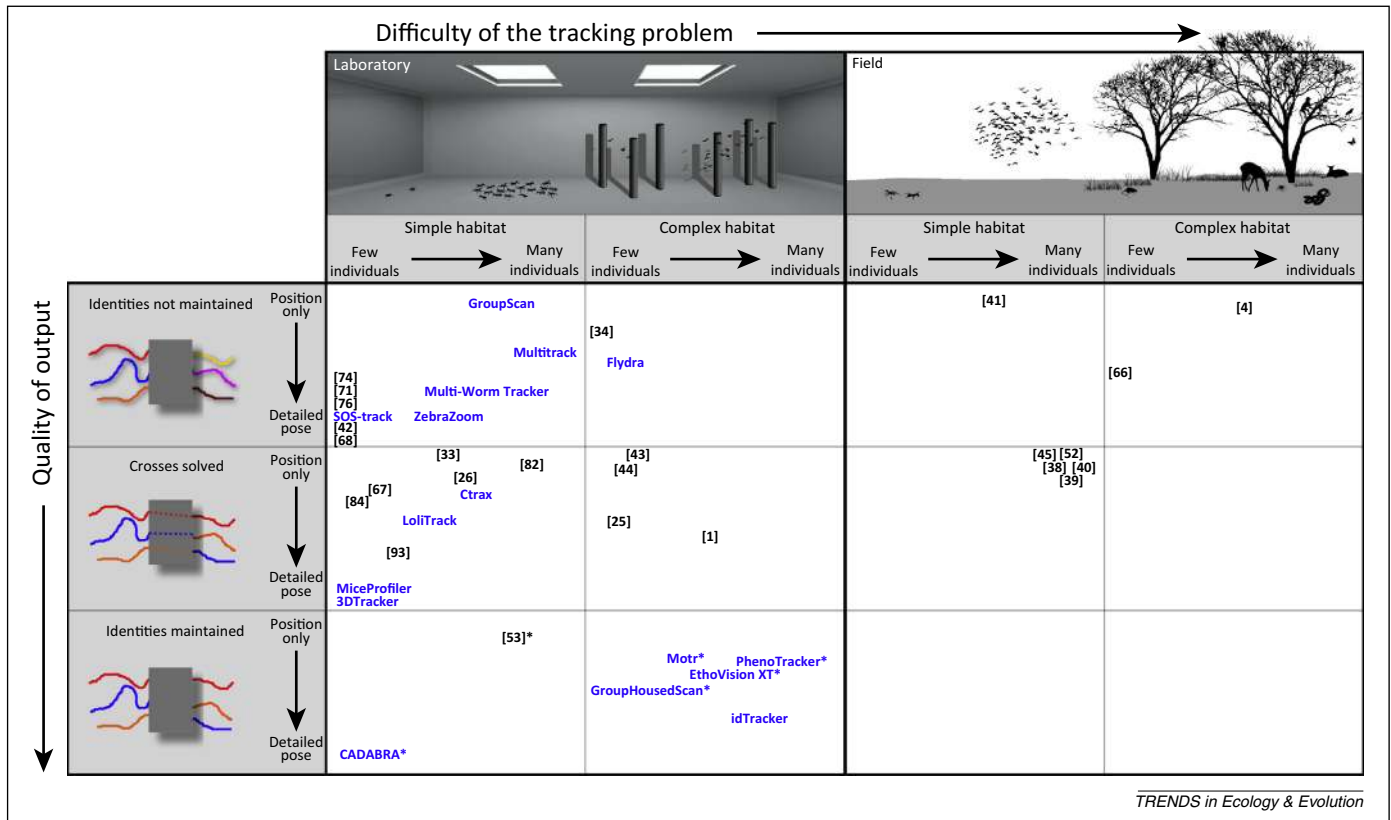 Difficulty of the tracking problem
Laboratory
Field
Simple habitat
Complex habitat
Simple habitat
Complex habitat
Few
individuals
Many
individuals
Few
individuals
Many
individuals
Few
individuals
Many
individuals
Few
individuals
Many
individuals
Quality of output
Identities not maintained
Position
only
Detailed
pose
GroupScan
Multitrack
[74]
[71]
[76]
SOS-track
[42]
[68]
Multi-Worm Tracker
ZebraZoom
[34]
Flydra
[41]
[4]
[66]
Crosses solved
Position
only
Detailed
pose
[33]
[82]
[26]
[67]
Ctrax
[84]
LoliTrack
[93]
MiceProfiler
3DTracker
[43]
[44]
[25]
[1]
[45] [52]
[38] [40]
[39]
Identities maintained
Position
only
Detailed
pose
[53]*
CADABRA*
Motr*
PhenoTracker*
EthoVision XT*
GroupHousedScan*
idTracker
TRENDS in Ecology & Evolution